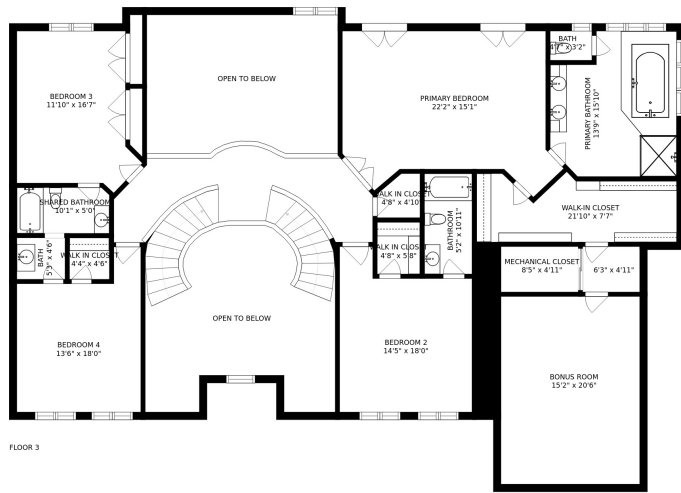 OPEN TO BELOW
BEDROOM 3
11'10" x 16'7"
PRIMARY BEDROOM
22'2" x 15'1"
BATH
4'7" x 3'2"
PRIMARY BATHROOM
13'9" x 15'10"
SHARED BATHROOM
10'1" x 5'0"
BATH
5'3" x 4'6"
WALK IN CLOSET
4'4" x 4'6"
WALK IN CLOSET
4'8" x 4'10"
WALK IN CLOSET
4'8" x 5'8"
BATHROOM
5'2" x 10'11"
WALK-IN CLOSET
21'10" x 7'7"
MECHANICAL CLOSET
8'5" x 4'11"
6'3" x 4'11"
OPEN TO BELOW
BEDROOM 4
13'6" x 18'0"
BEDROOM 2
14'5" x 18'0"
BONUS ROOM
15'2" x 20'6"
FLOOR 3